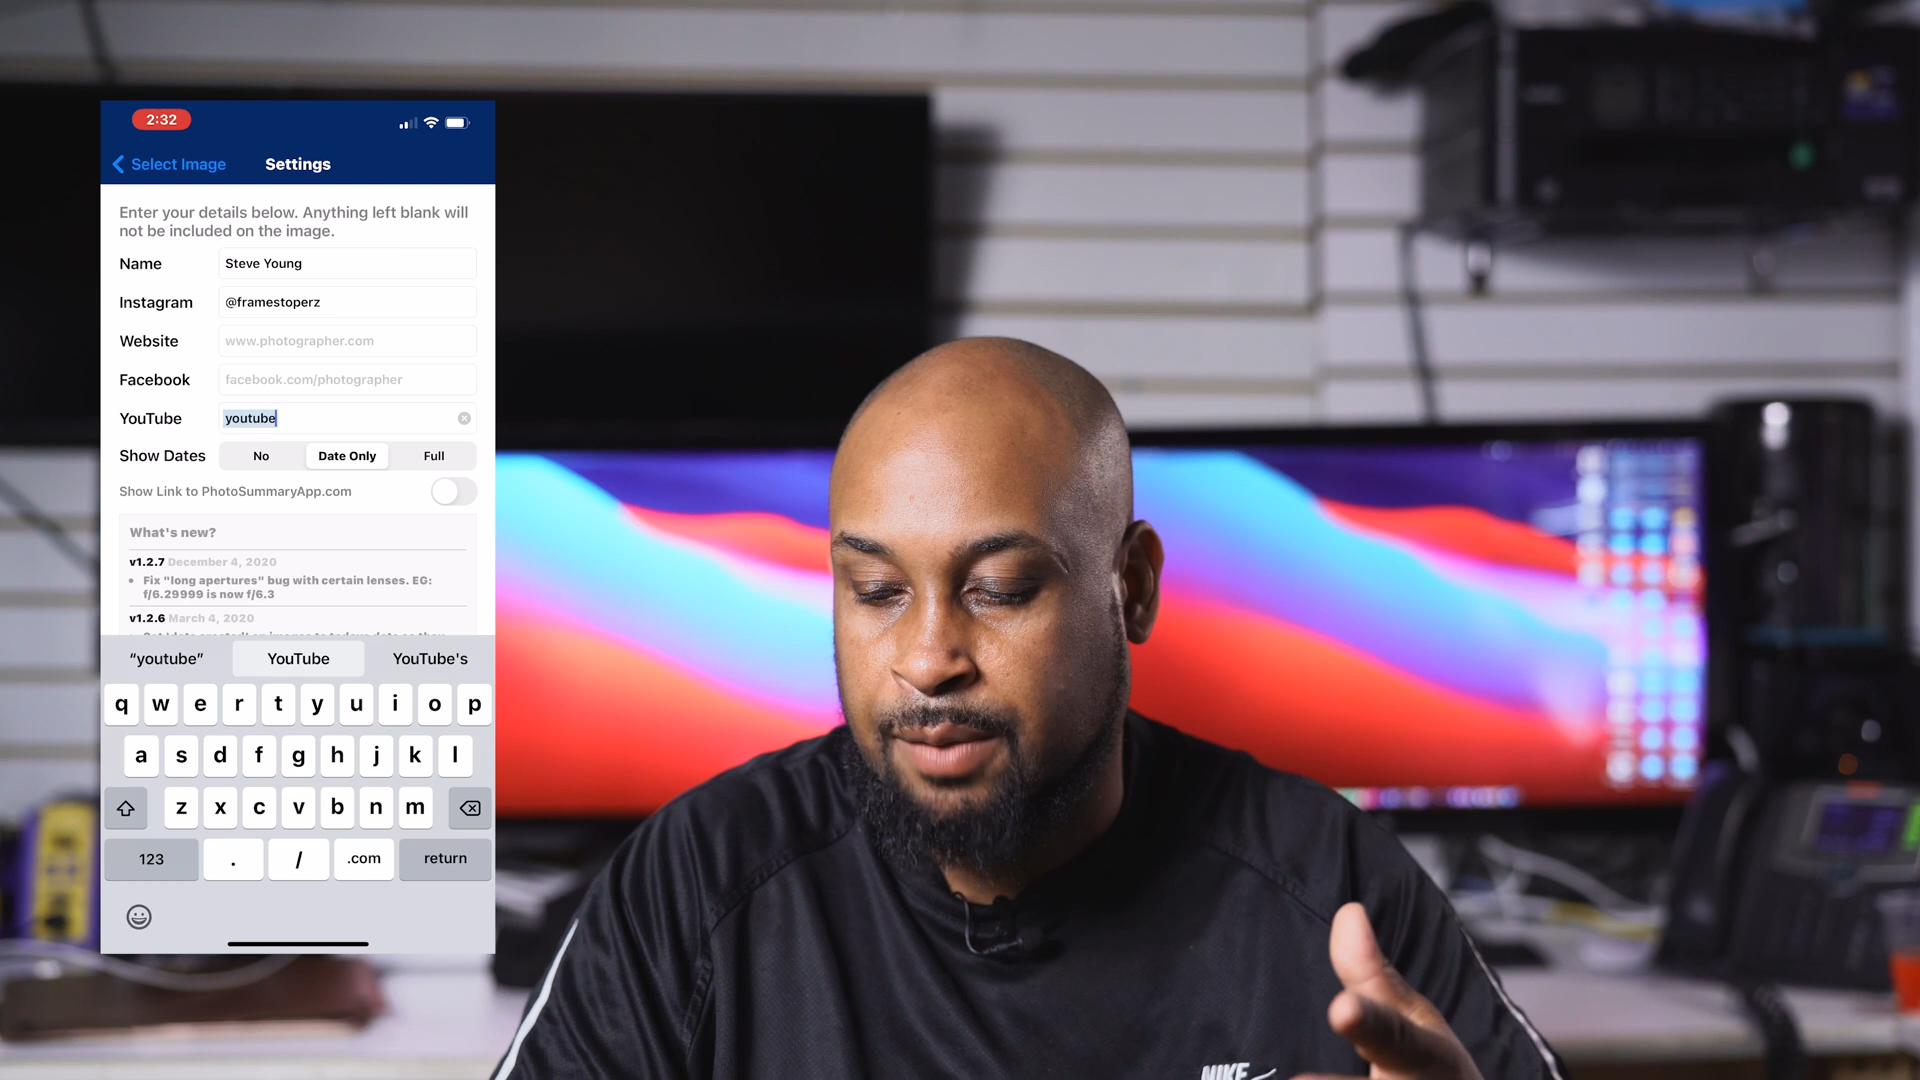 2:32
Select Image
Settings
Enter your details below. Anything left blank will
not be included on the image.
Name
Steve Young
Instagram
@framestoperz
Website
www.photographer.com
Facebook
facebook.com/photographer
YouTube
youtube
Show Dates
No
Date Only
Full
Show Link to PhotoSummaryApp.com
What's new?
v1.2.7 December 4, 2020
• Fix "long apertures" bug with certain lenses. EG:
f/6.29999 is now f/6.3
v1.2.6 March 4, 2020
“youtube”
YouTube
YouTube's
q w e r t y u i o p
a s d f g h j k l
z x c v b n m
123 . / .com return
NIKE